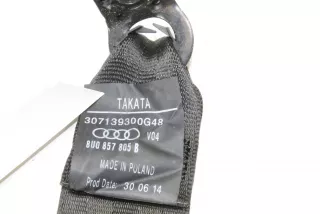 TAKATA
307139300G48
V04
8U0 857 805 B
MADE IN POLAND
Prod Date: 30 06 14